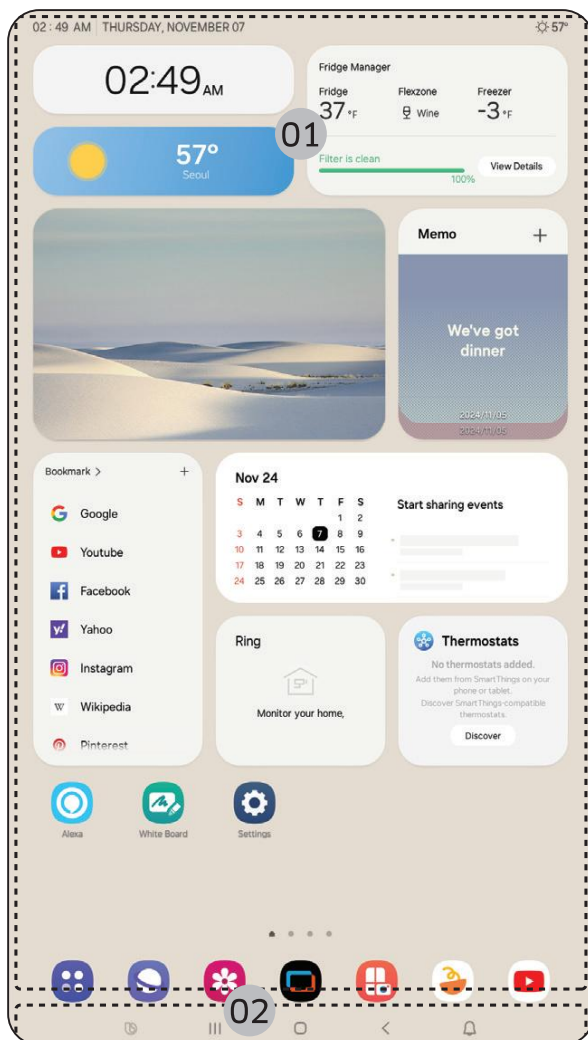 02 : 49 AM THURSDAY, NOVEMBER 07
57°
02:49 AM
57°
Seoul
Fridge Manager
Fridge Flexzone Freezer
37 °F Wine -3 °F
Filter is clean
100%
View Details
01
Memo +
We've got
dinner
2024/11/05
2024/11/05
Bookmark > +
Google
Youtube
Facebook
Yahoo
Instagram
Wikipedia
Pinterest
Nov 24
S M T W T F S
1 2
3 4 5 6 7 8 9
10 11 12 13 14 15 16
17 18 19 20 21 22 23
24 25 26 27 28 29 30
Start sharing events
Ring
Monitor your home,
Thermostats
No thermostats added.
Add them from SmartThings on your
phone or tablet.
Discover SmartThings-compatible
thermostats.
Discover
Alexa
White Board
Settings
02